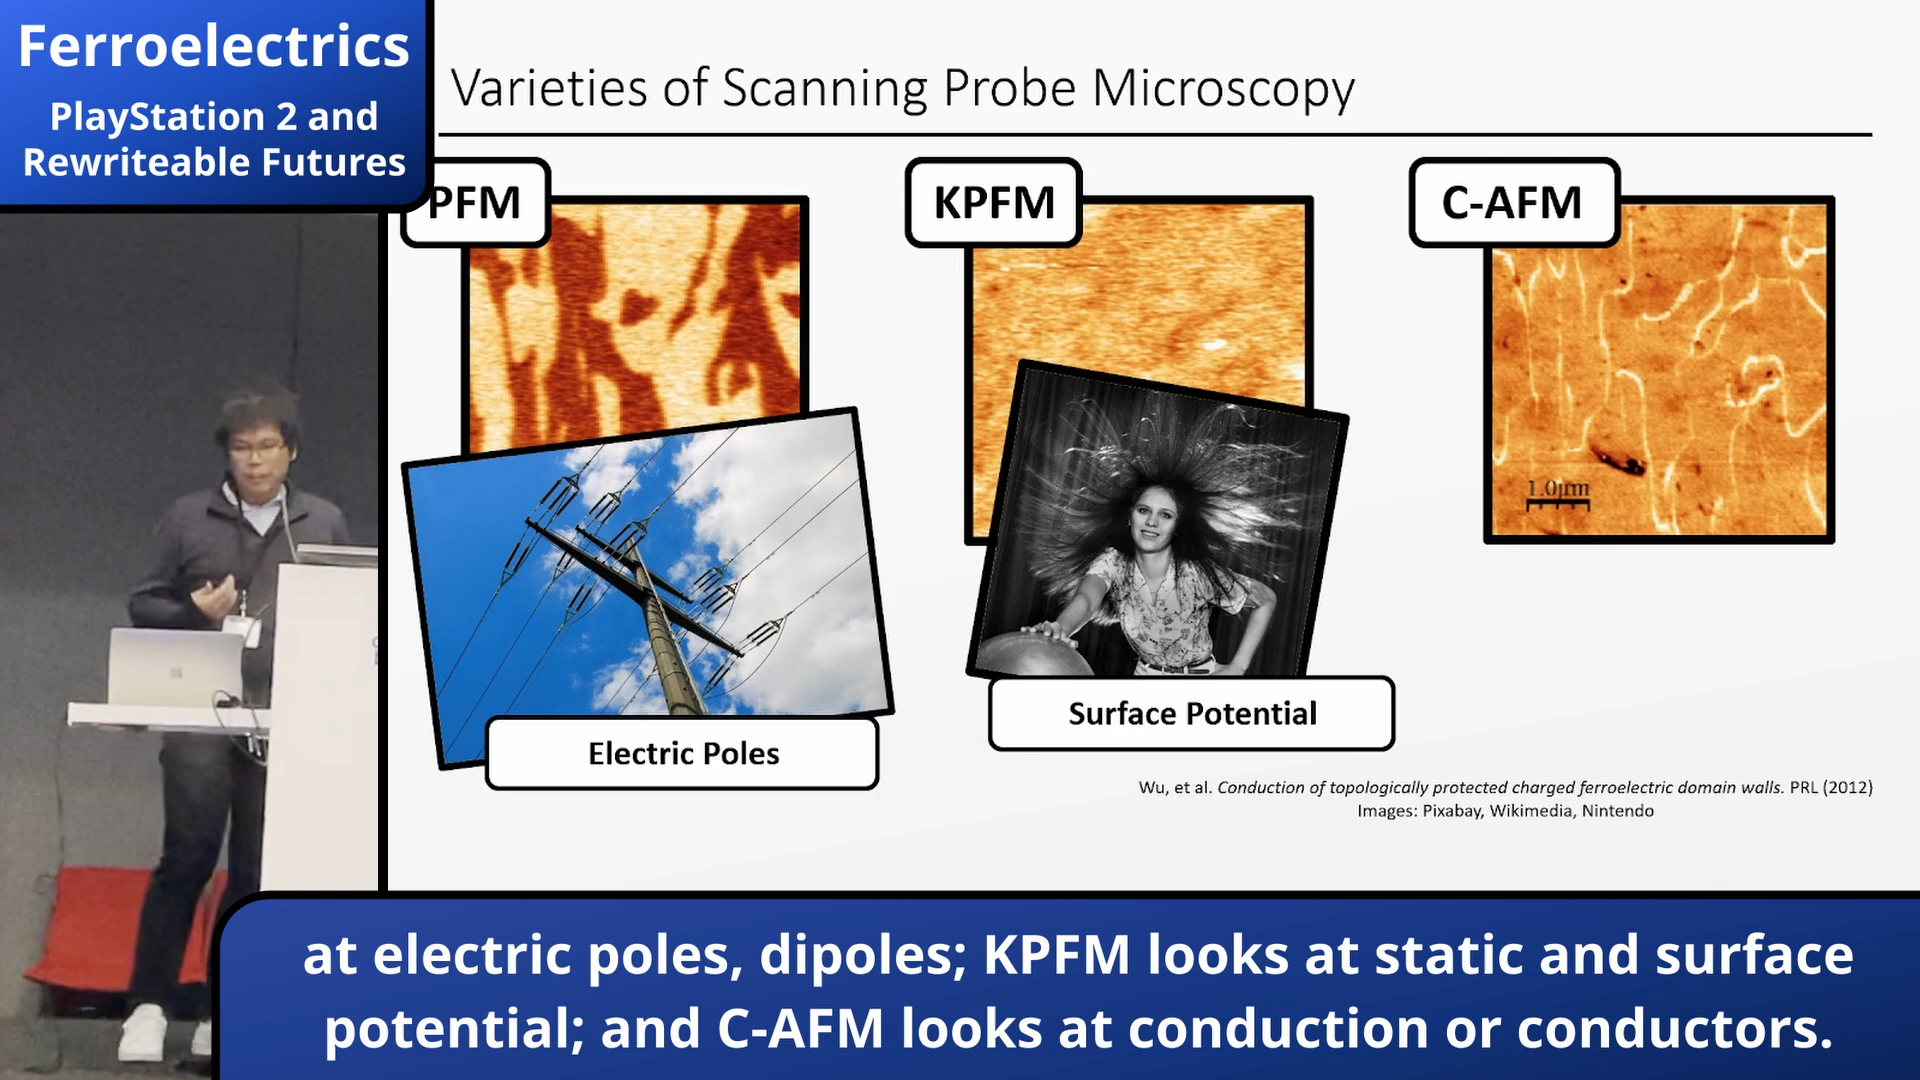 Ferroelectrics
PlayStation 2 and
Rewriteable Futures
Varieties of Scanning Probe Microscopy
PFM
KPFM
C-AFM
1.0μm
Electric Poles
Surface Potential
Wu, et al. Conduction of topologically protected charged ferroelectric domain walls. PRL (2012)
Images: Pixabay, Wikimedia, Nintendo
at electric poles, dipoles; KPFM looks at static and surface
potential; and C-AFM looks at conduction or conductors.